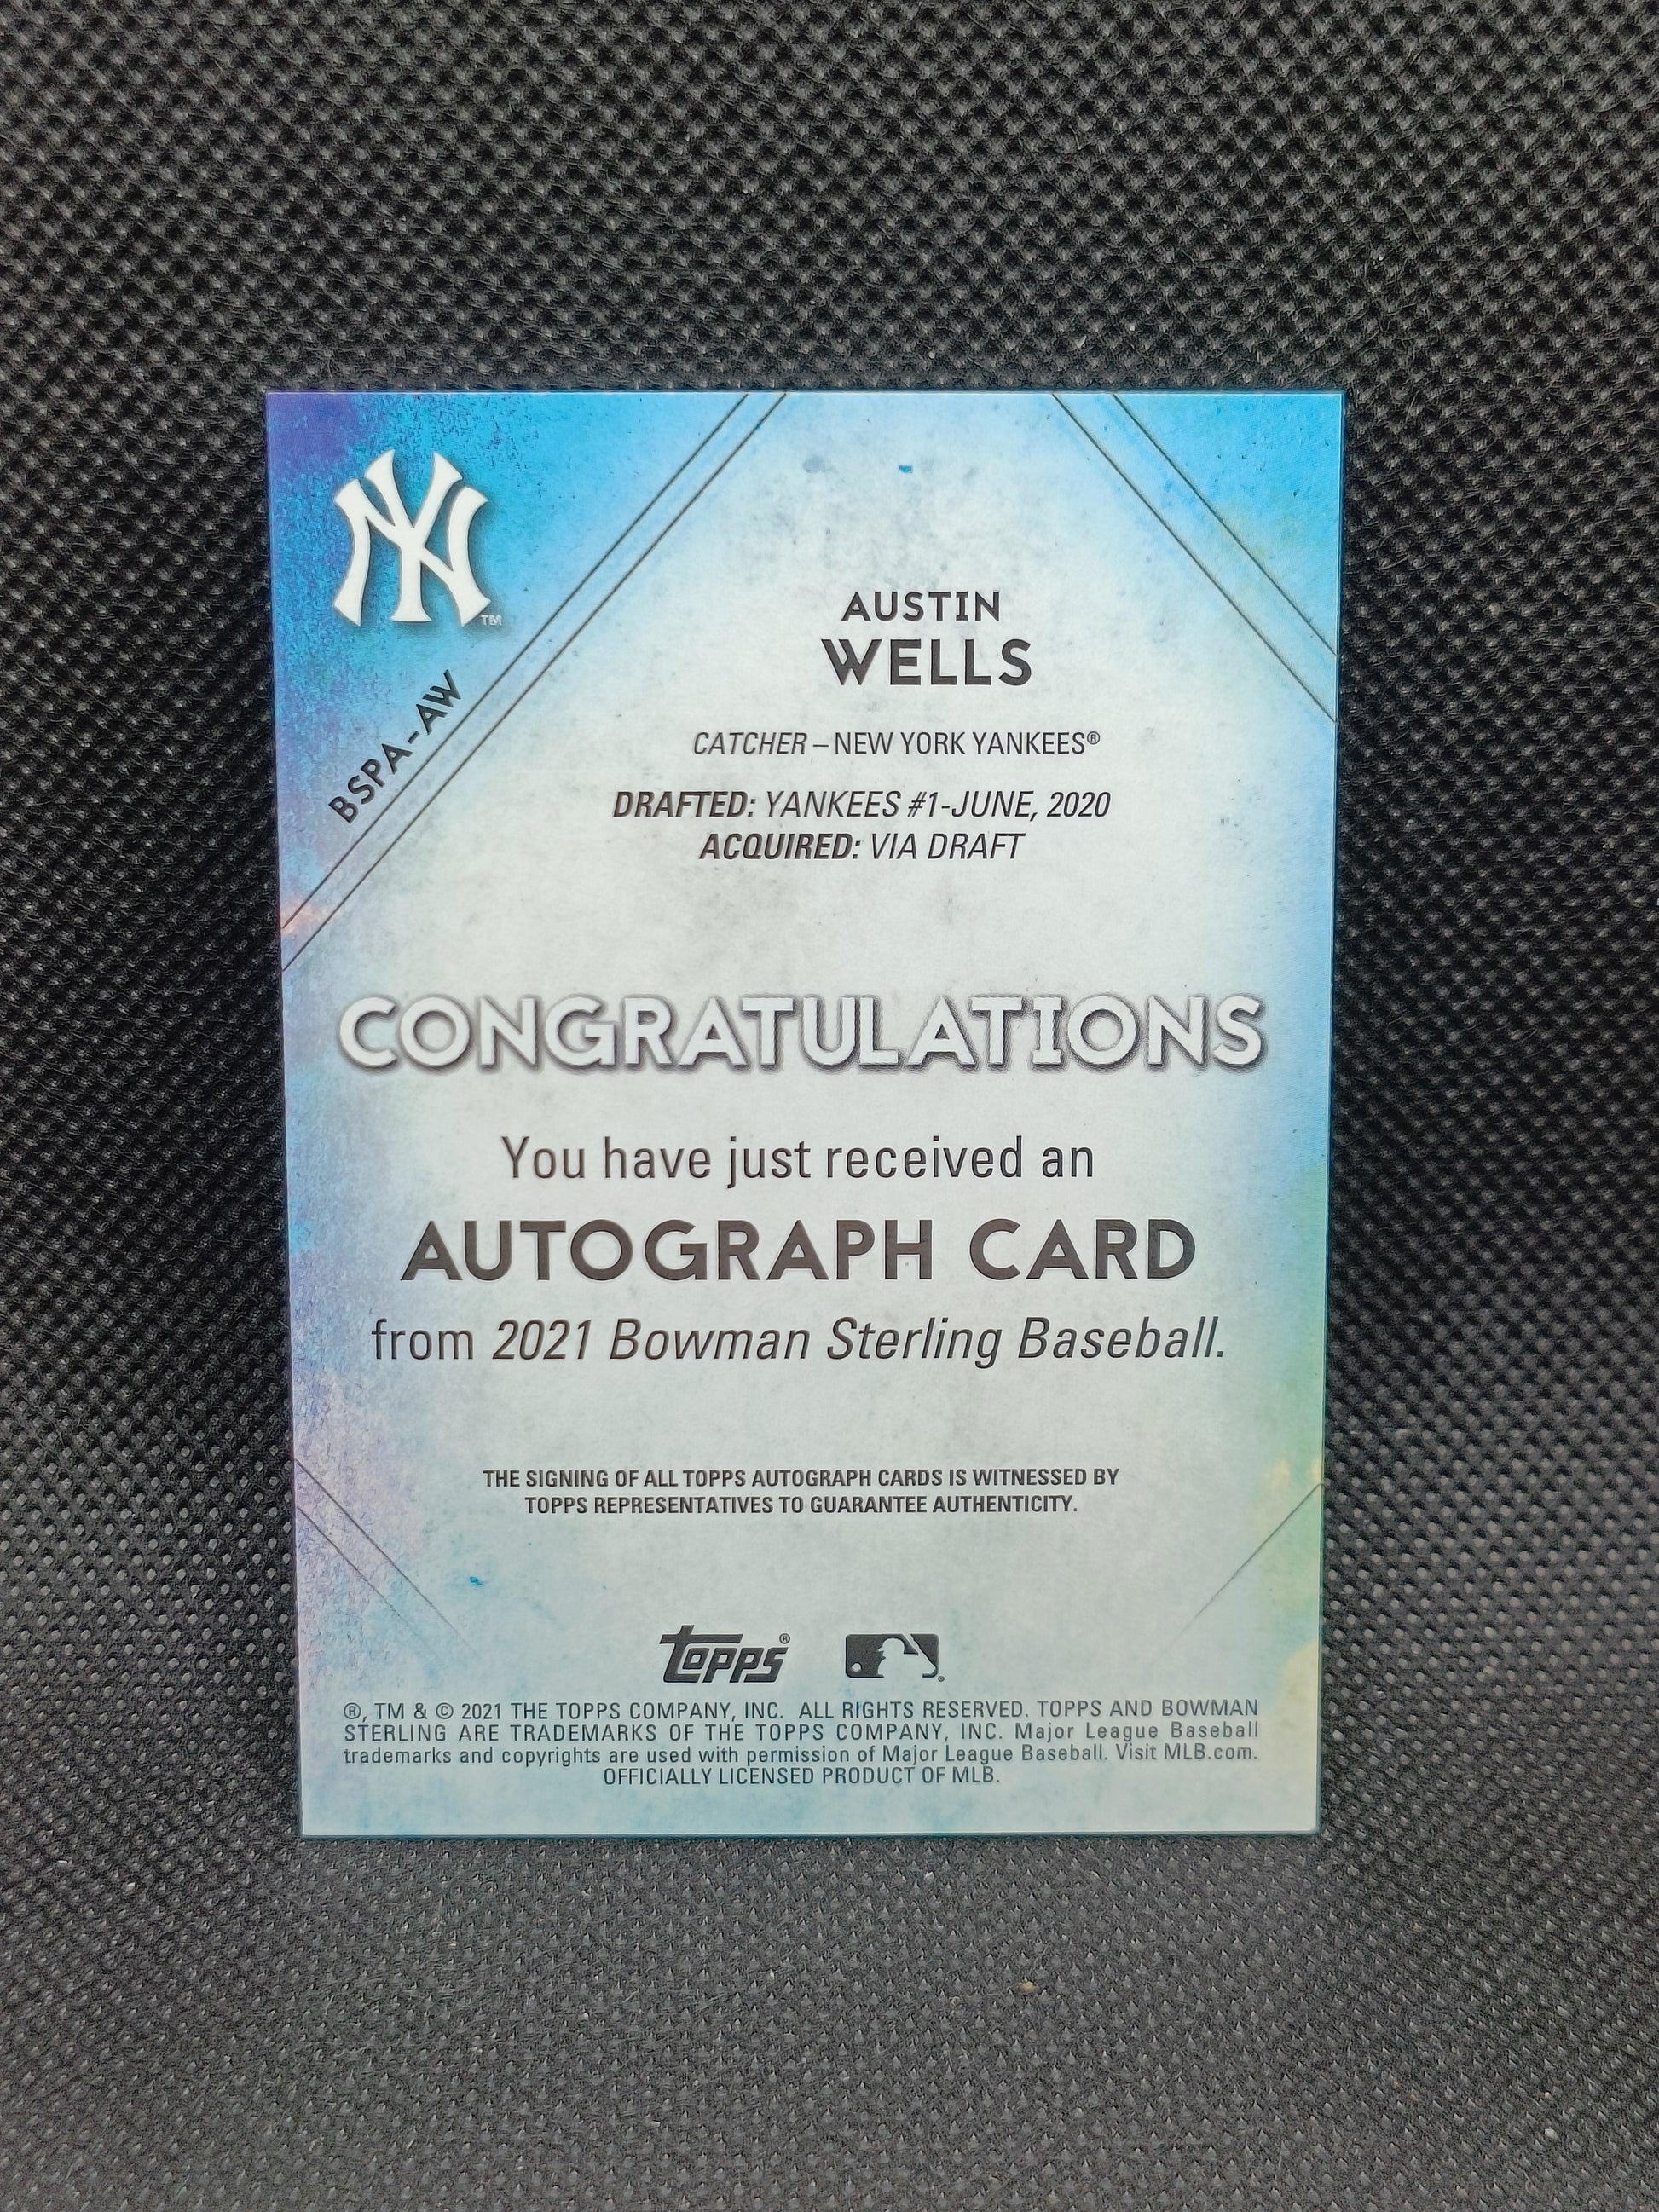 NY™
BSPA-AW
AUSTIN
WELLS
CATCHER – NEW YORK YANKEES®
DRAFTED: YANKEES #1-JUNE, 2020
ACQUIRED: VIA DRAFT
CONGRATULATIONS
You have just received an
AUTOGRAPH CARD
from 2021 Bowman Sterling Baseball.
THE SIGNING OF ALL TOPPS AUTOGRAPH CARDS IS WITNESSED BY
TOPPS REPRESENTATIVES TO GUARANTEE AUTHENTICITY.
topps®
®, TM & © 2021 THE TOPPS COMPANY, INC. ALL RIGHTS RESERVED. TOPPS AND BOWMAN
STERLING ARE TRADEMARKS OF THE TOPPS COMPANY, INC. Major League Baseball
trademarks and copyrights are used with permission of Major League Baseball. Visit MLB.com.
OFFICIALLY LICENSED PRODUCT OF MLB.